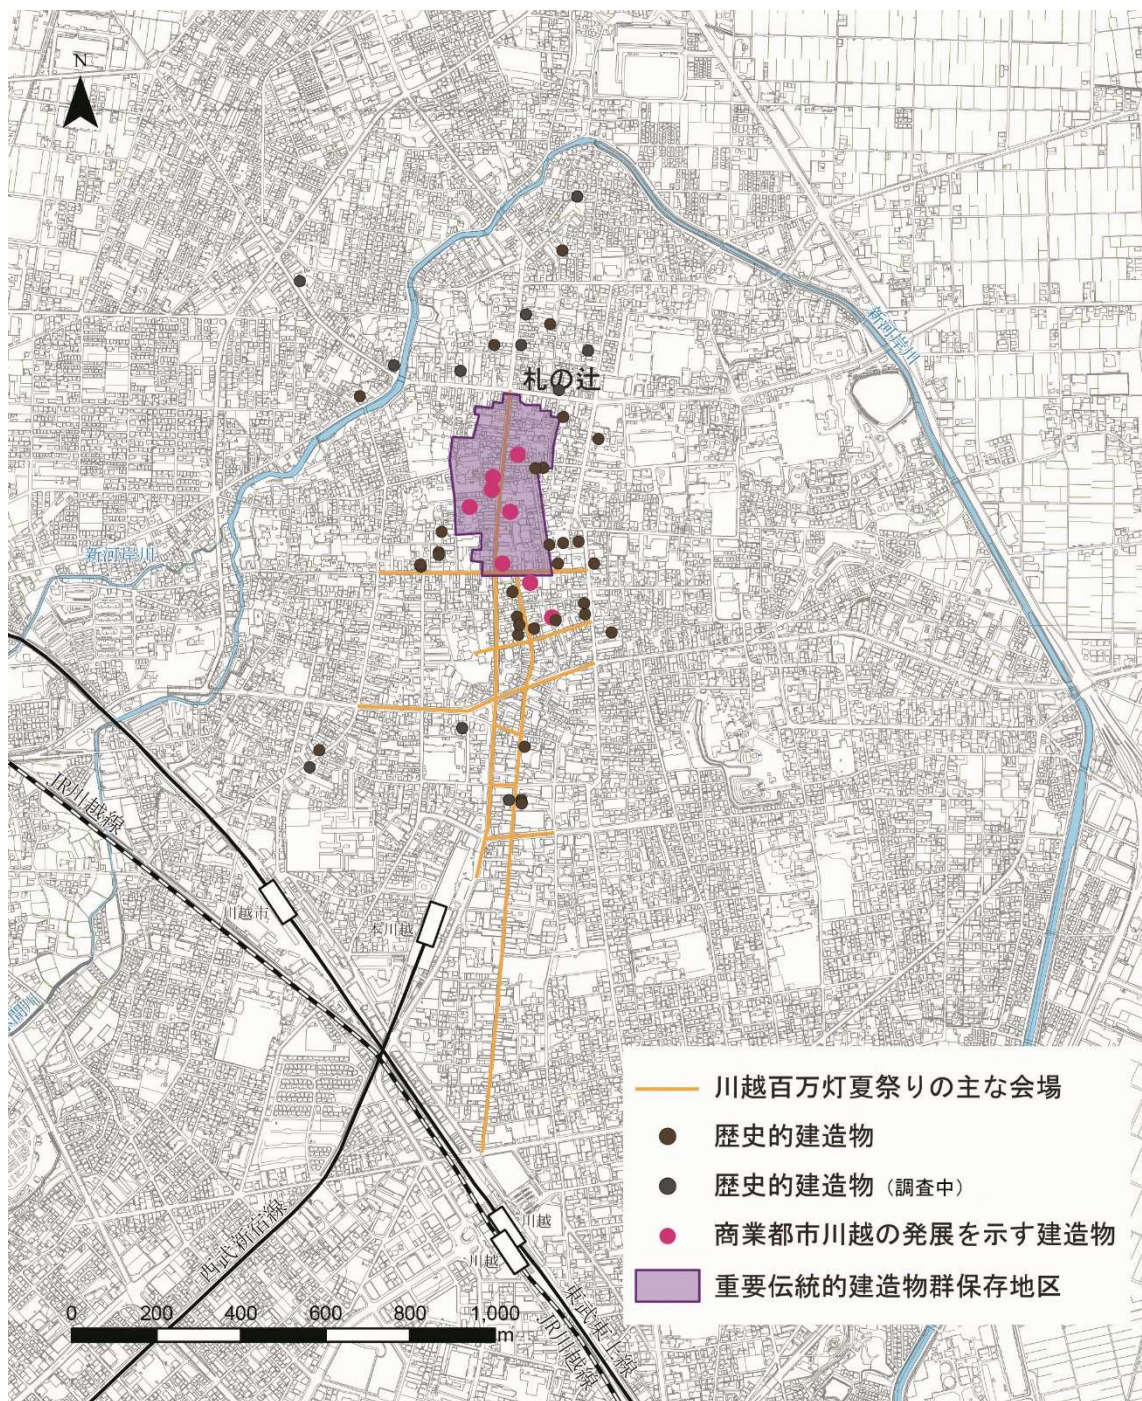 N
新河岸川
札の辻
新河岸川
JR川越線
川越市
本川越
西武新宿線
川越
川越
東武東上線
JR川越線
0 200 400 600 800 1,000
m
川越百万灯夏祭りの主な会場
歴史的建造物
歴史的建造物（調査中）
商業都市川越の発展を示す建造物
重要伝統的建造物群保存地区